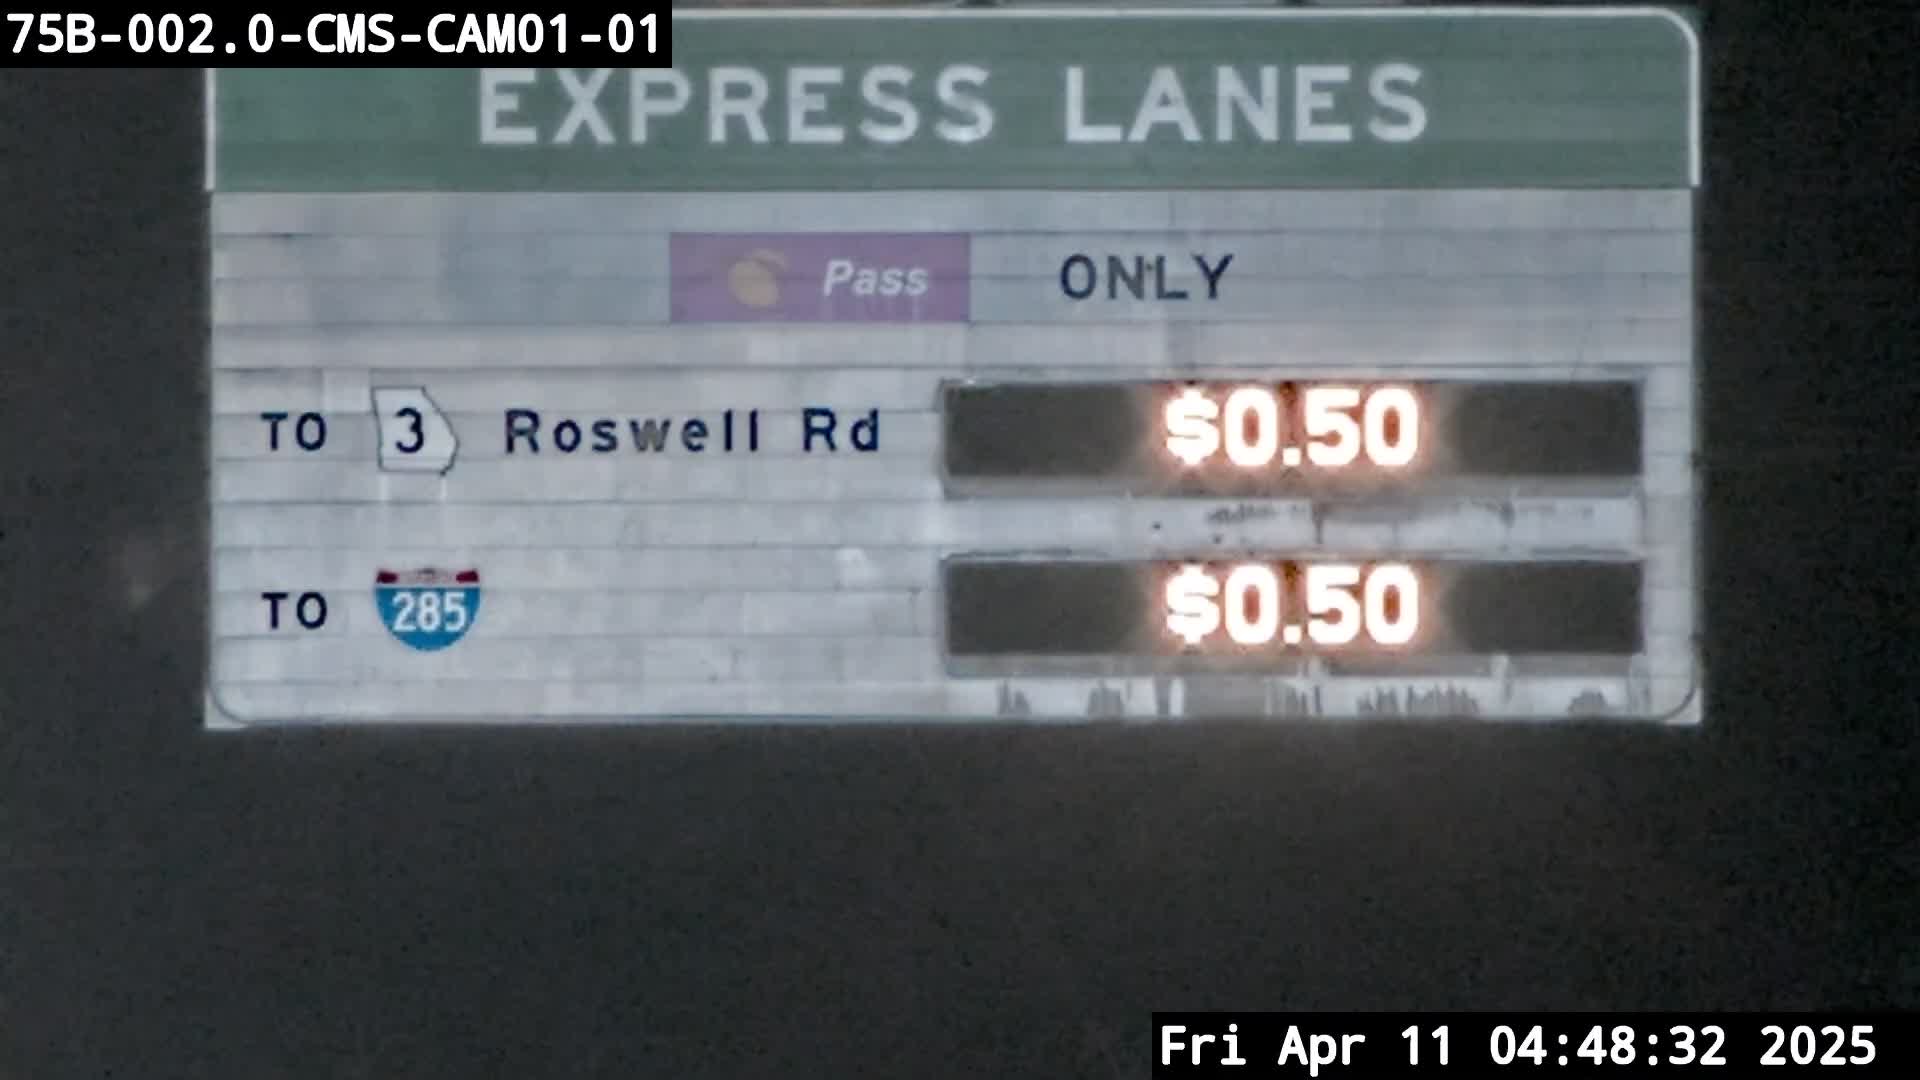 75B-002.0-CMS-CAM01-01
EXPRESS LANES
Pass ONLY
TO 3 Roswell Rd $0.50
TO 285 $0.50
Fri Apr 11 04:48:32 2025